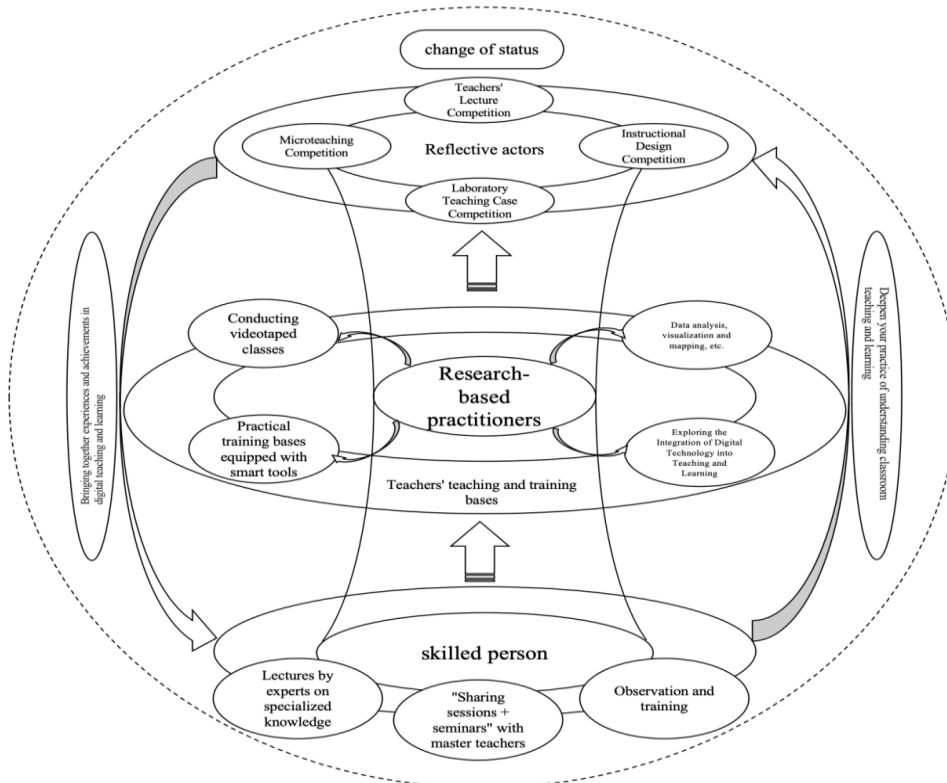 change of status
Teachers'
Lecture
Competition
Microteaching
Competition
Reflective actors
Instructional
Design
Competition
Laboratory
Teaching Case
Competition
Bringing together experiences and achievements in
digital teaching and learning
Deepen your practice of understanding classroom
teaching and learning
Conducting
videotaped
classes
Data analysis,
visualization and
mapping, etc.
Research-
based
practitioners
Practical
training bases
equipped with
smart tools
Exploring the
Integration of Digital
Technology into
Teaching and
Learning
Teachers' teaching and training
bases
skilled person
Lectures by
experts on
specialized
knowledge
"Sharing
sessions +
seminars" with
master teachers
Observation and
training